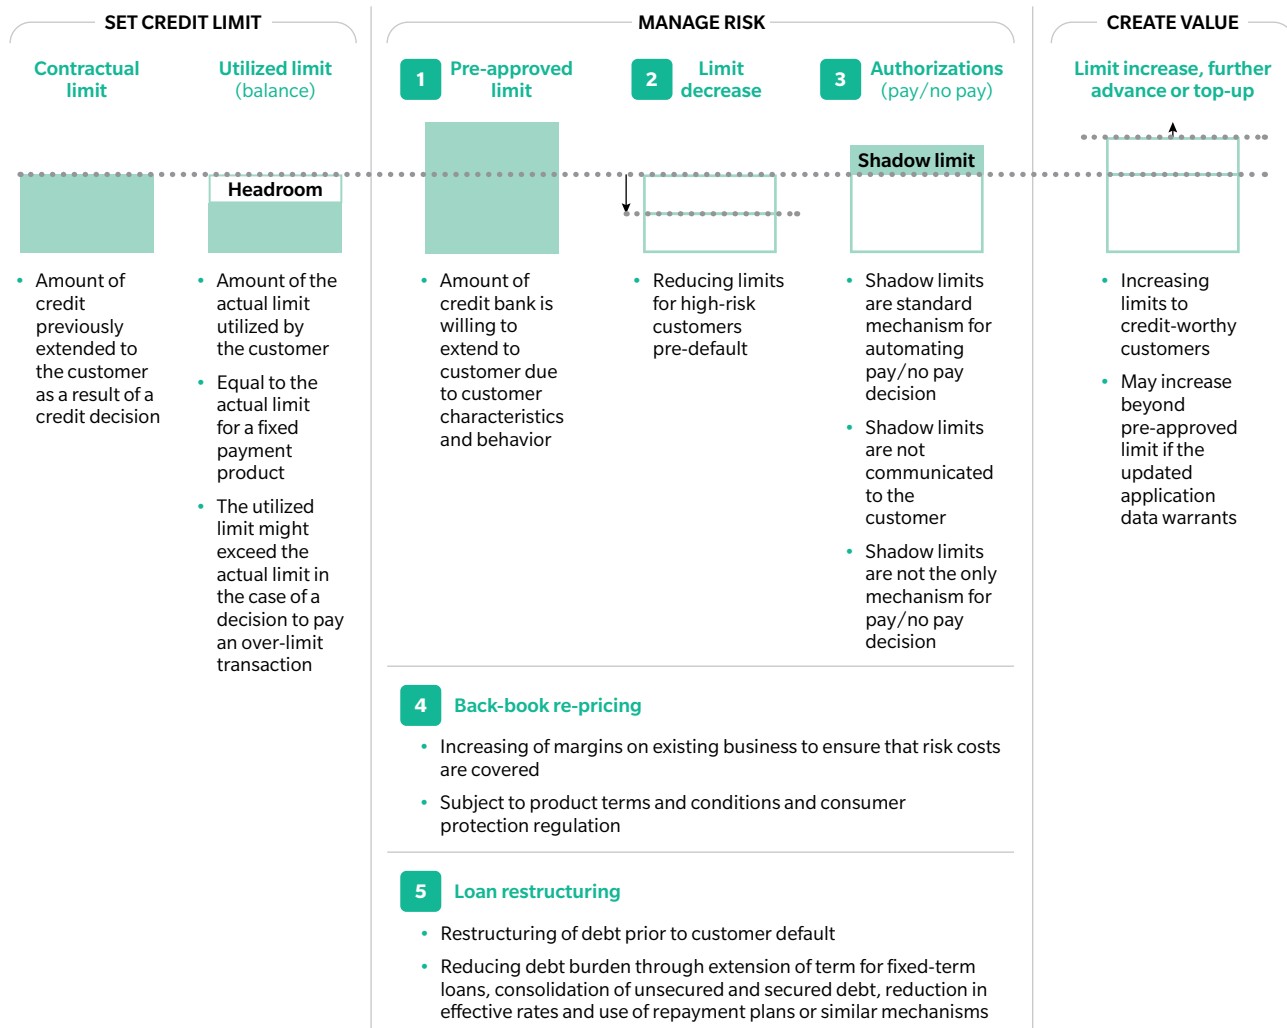 SET CREDIT LIMIT
Contractual
limit
Utilized limit
(balance)
Headroom
• Amount of
credit
previously
extended to
the customer
as a result of a
credit decision
• Amount of the
actual limit
utilized by
the customer
• Equal to the
actual limit
for a fixed
payment
product
• The utilized
limit might
exceed the
actual limit in
the case of a
decision to pay
an over-limit
transaction
MANAGE RISK
1 Pre-approved
limit
2 Limit
decrease
3 Authorizations
(pay/no pay)
Shadow limit
• Amount of
credit bank is
willing to
extend to
customer due
to customer
characteristics
and behavior
• Reducing limits
for high-risk
customers
pre-default
• Shadow limits
are standard
mechanism for
automating
pay/no pay
decision
• Shadow limits
are not
communicated
to the
customer
• Shadow limits
are not the only
mechanism for
pay/no pay
decision
4 Back-book re-pricing
• Increasing of margins on existing business to ensure that risk costs
are covered
• Subject to product terms and conditions and consumer
protection regulation
5 Loan restructuring
• Restructuring of debt prior to customer default
• Reducing debt burden through extension of term for fixed-term
loans, consolidation of unsecured and secured debt, reduction in
effective rates and use of repayment plans or similar mechanisms
CREATE VALUE
Limit increase, further
advance or top-up
• Increasing
limits to
credit-worthy
customers
• May increase
beyond
pre-approved
limit if the
updated
application
data warrants